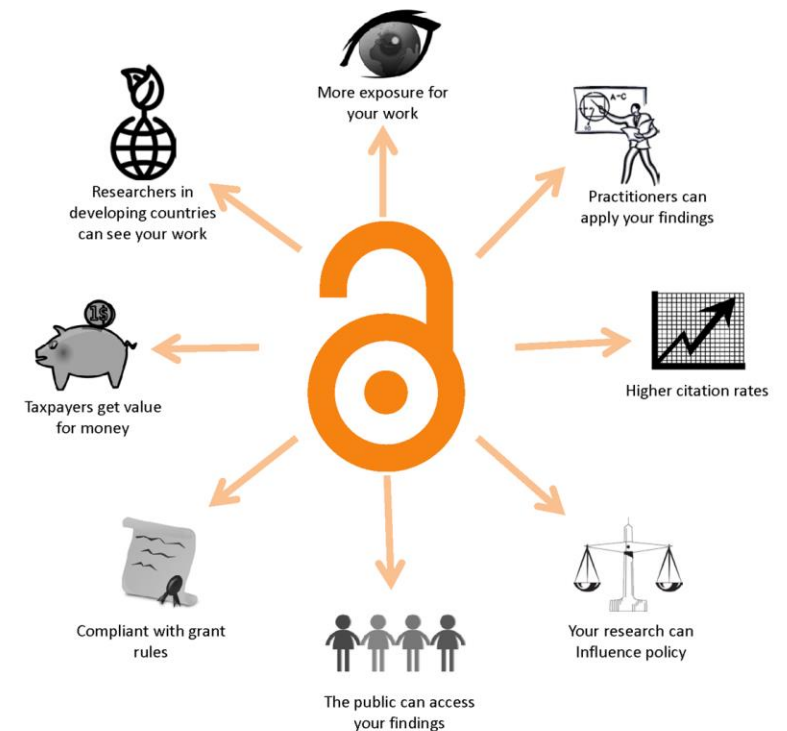 More exposure for
your work
A-C
Practitioners can
apply your findings
Higher citation rates
Your research can
Influence policy
The public can access
your findings
Compliant with grant
rules
1$
Taxpayers get value
for money
Researchers in
developing countries
can see your work